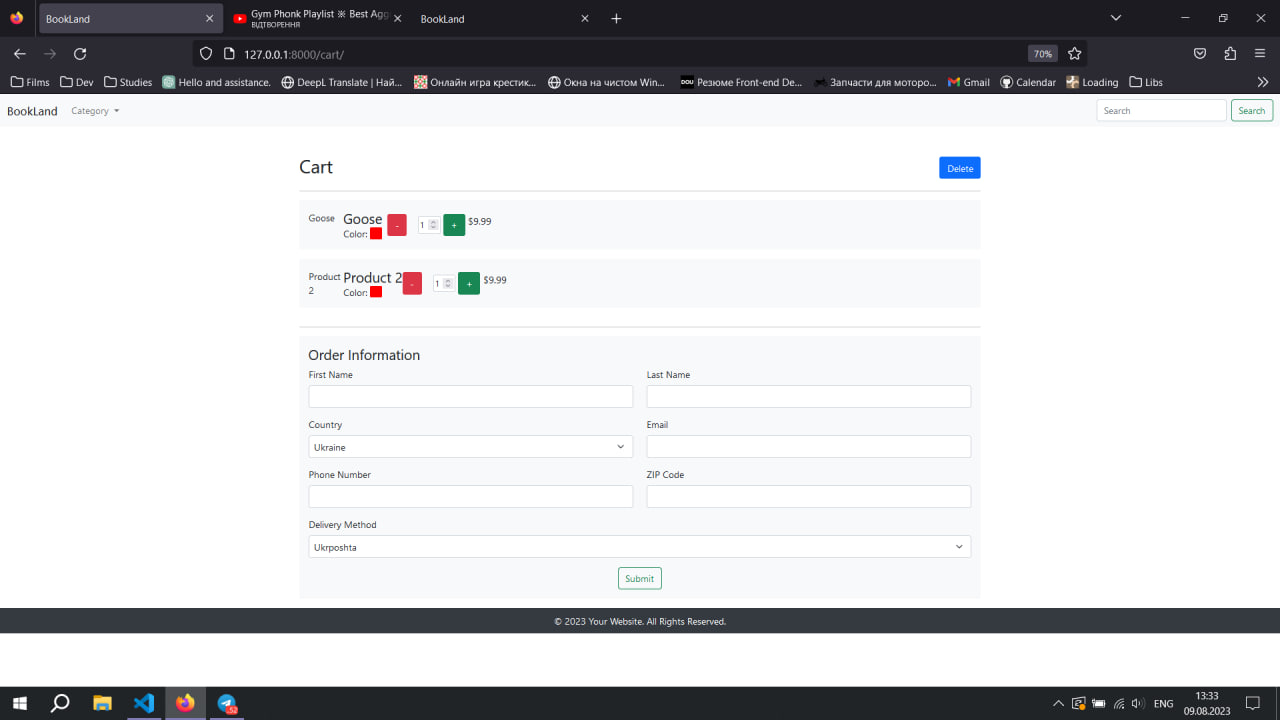 BookLand
Gym Phonk Playlist ※ Best Agg
ВІДТВОРЕННЯ
BookLand
127.0.0.1:8000/cart/
70%
Films
Dev
Studies
Hello and assistance.
DeepL Translate | Най...
Онлайн игра крестик...
Окна на чистом Win...
DOU
Резюме Front-end De...
Запчасти для моторо...
Gmail
Calendar
Loading
Libs
BookLand
Category
Search
Search
Cart
Delete
Goose
Goose
Color:
-
1
+
$9.99
Product 2
Product
2
Color:
-
1
+
$9.99
Order Information
First Name
Last Name
Country
Email
Ukraine
Phone Number
ZIP Code
Delivery Method
Ukrposhta
Submit
© 2023 Your Website. All Rights Reserved.
52
ENG
13:33
09.08.2023